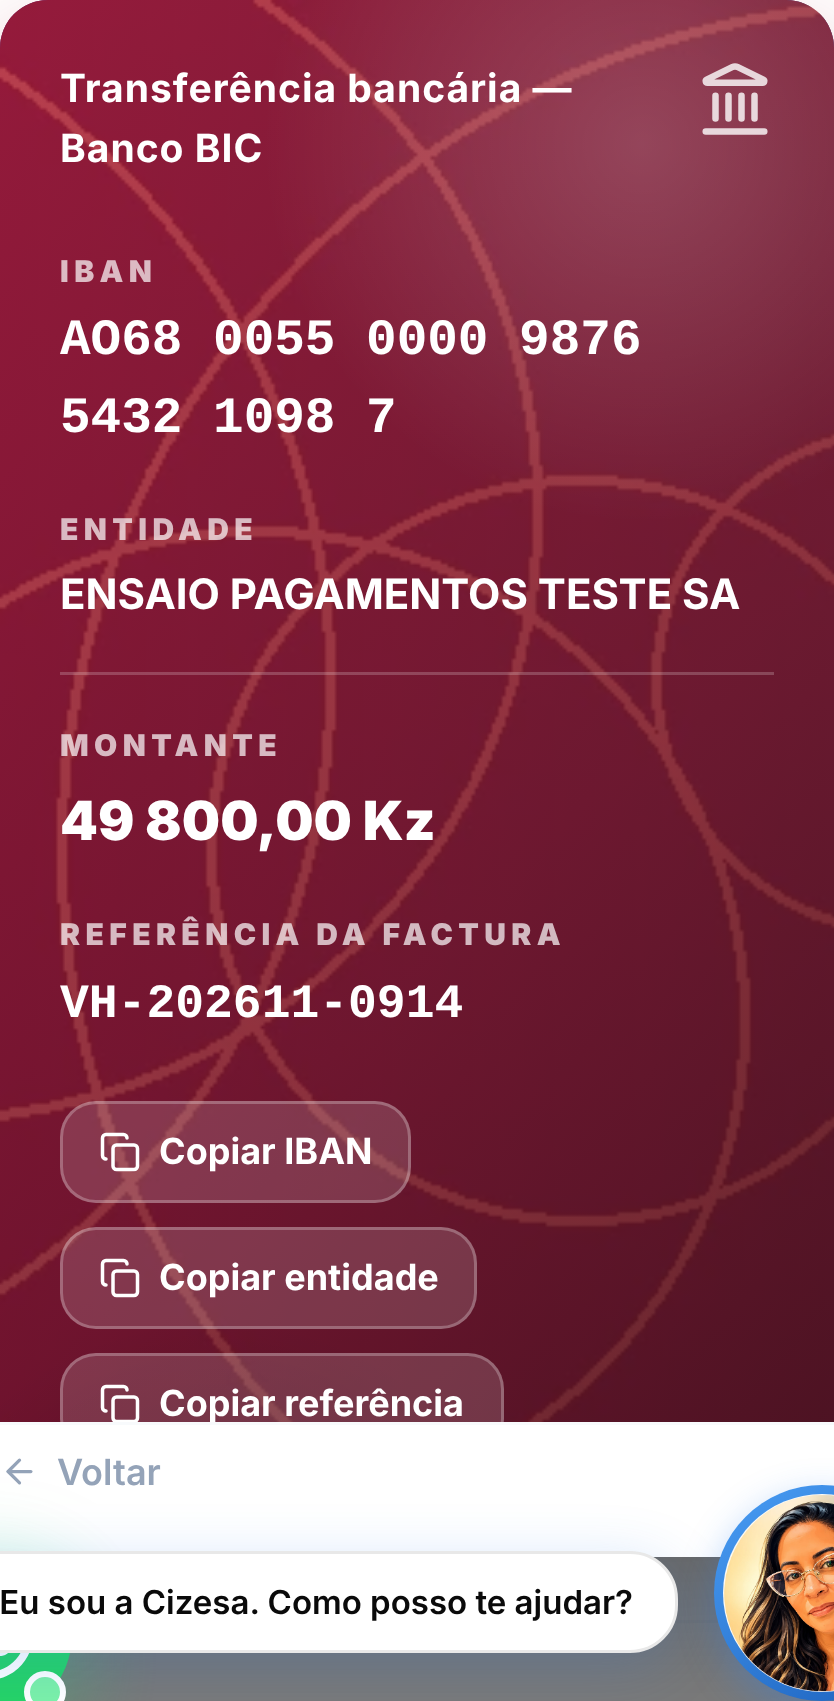 Transferência bancária —
Banco BIC
IBAN
AO68 0055 0000 9876
5432 1098 7
ENTIDADE
ENSAIO PAGAMENTOS TESTE SA
MONTANTE
49 800,00 Kz
REFERÊNCIA DA FACTURA
VH-202611-0914
Copiar IBAN
Copiar entidade
Copiar referência
Voltar
Eu sou a Cizesa. Como posso te ajudar?